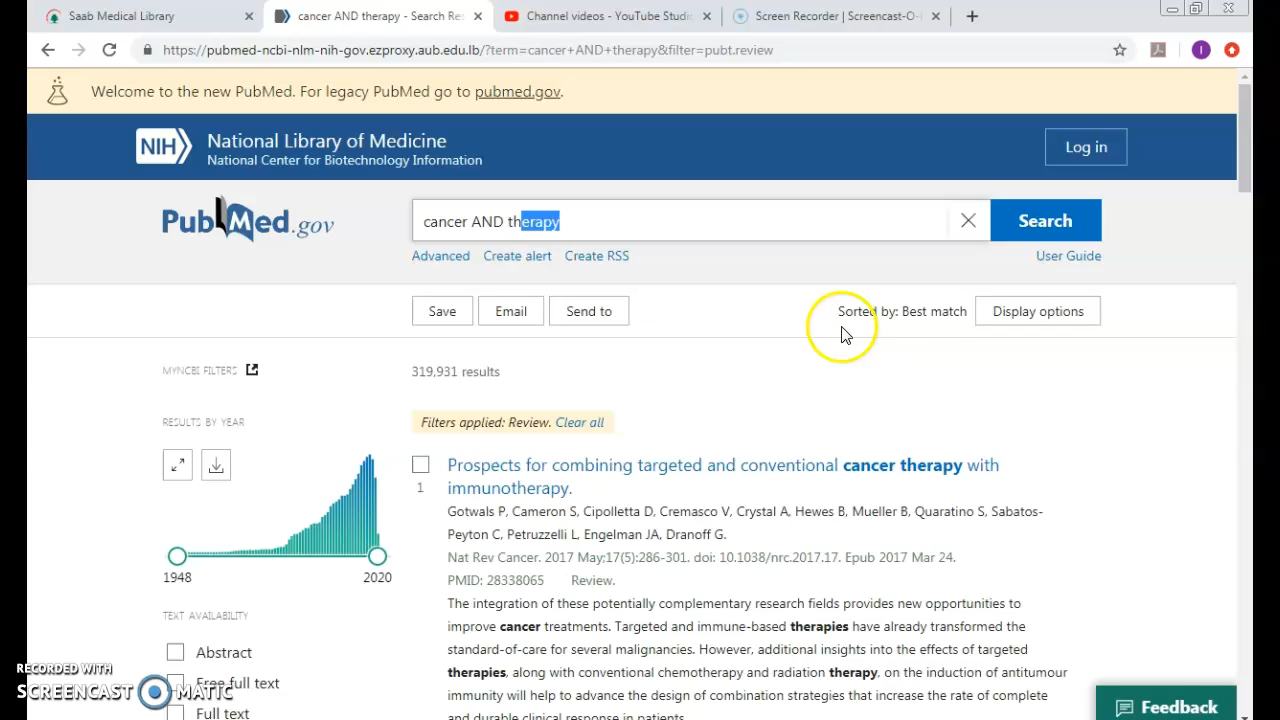 Saab Medical Library
cancer AND therapy - Search Res
Channel videos - YouTube Studi
Screen Recorder | Screencast-O-
https://pubmed-ncbi-nlm-nih-gov.ezproxy.aub.edu.lb/?term=cancer+AND+therapy&filter=pubt.review
I
Welcome to the new PubMed. For legacy PubMed go to pubmed.gov.
NIH
National Library of Medicine
National Center for Biotechnology Information
Log in
PubMed.gov
cancer AND therapy
Search
Advanced Create alert Create RSS
User Guide
Save
Email
Send to
Sorted by: Best match
Display options
MYNCBI FILTERS
319,931 results
RESULTS BY YEAR
Filters applied: Review. Clear all
1
Prospects for combining targeted and conventional cancer therapy with
immunotherapy.
Gotwals P, Cameron S, Cipolletta D, Cremasco V, Crystal A, Hewes B, Mueller B, Quaratino S, Sabatos-
Peyton C, Petruzzelli L, Engelman JA, Dranoff G.
Nat Rev Cancer. 2017 May;17(5):286-301. doi: 10.1038/nrc.2017.17. Epub 2017 Mar 24.
PMID: 28338065 Review.
The integration of these potentially complementary research fields provides new opportunities to
improve cancer treatments. Targeted and immune-based therapies have already transformed the
standard-of-care for several malignancies. However, additional insights into the effects of targeted
therapies, along with conventional chemotherapy and radiation therapy, on the induction of antitumour
immunity will help to advance the design of combination strategies that increase the rate of complete
and durable clinical response in patients.
1948
2020
TEXT AVAILABILITY
Abstract
Free full text
Full text
RECORDED WITH
SCREENCAST MATIC
Feedback